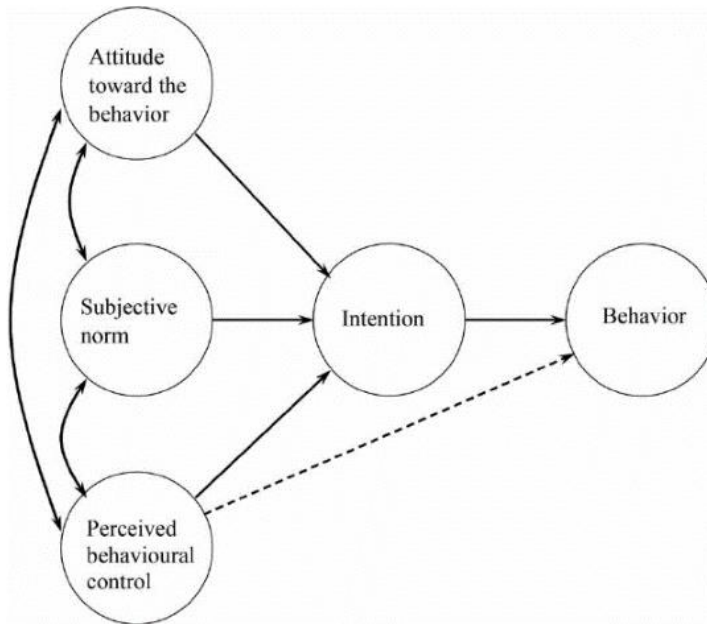 Attitude
toward the
behavior
Subjective
norm
Intention
Behavior
Perceived
behavioural
control